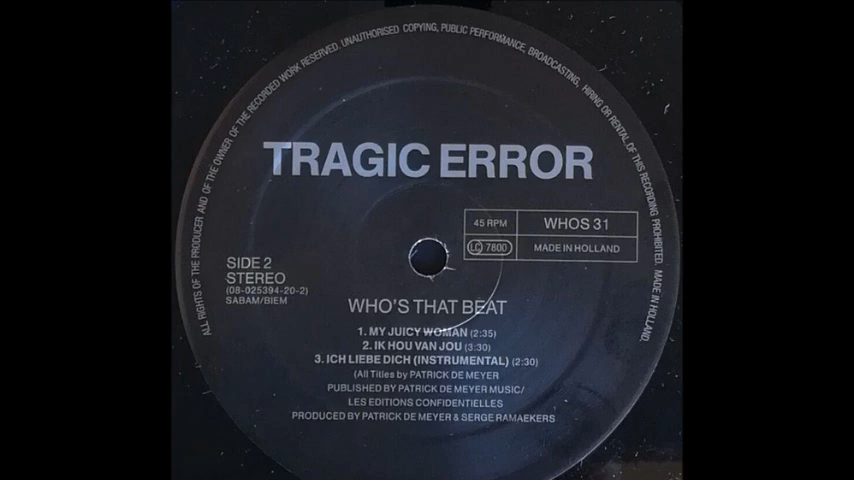 ALL RIGHTS OF THE PRODUCER AND OF THE OWNER OF THE RECORDED WORK RESERVED. UNAUTHORISED COPYING, PUBLIC PERFORMANCE, BROADCASTING, HIRING OR RENTAL OF THIS RECORDING PROHIBITED. MADE IN HOLLAND.
TRAGIC ERROR
45 RPM
WHOS 31
LC 7800
MADE IN HOLLAND
SIDE 2
STEREO
(08-025394-20-2)
SABAM/BIEM
WHO'S THAT BEAT
1. MY JUICY WOMAN (2:35)
2. IK HOU VAN JOU (3:30)
3. ICH LIEBE DICH (INSTRUMENTAL) (2:30)
(All Titles by PATRICK DE MEYER
PUBLISHED BY PATRICK DE MEYER MUSIC/
LES EDITIONS CONFIDENTIELLES
PRODUCED BY PATRICK DE MEYER & SERGE RAMAEKERS